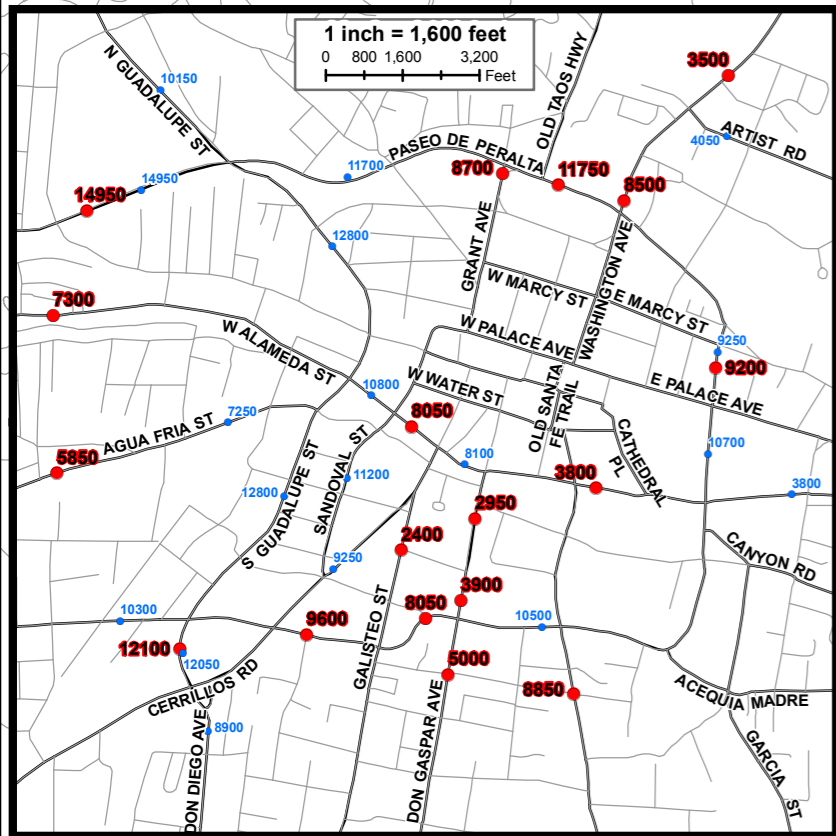 1 inch = 1,600 feet
0 800 1,600 3,200
Feet
N GUADALUPE ST
10150
OLD TAOS HWY
3500
4050
ARTIST RD
PASEO DE PERALTA
11700
8700
11750
8500
14950
14950
12800
GRANT AVE
WASHINGTON AVE
W MARCY ST
E MARCY ST
7300
W ALAMEDA ST
W PALACE AVE
9250
9200
E PALACE AVE
10800
W WATER ST
OLD SANTA
FE TRAIL
7250
AGUA FRIA ST
8050
CATHEDRAL
PL
5850
S GUADALUPE ST
SANDOVAL ST
11200
8100
10700
3800
3800
12800
2950
2400
9250
CANYON RD
3900
10300
9600
8050
10500
12100
12050
GALISTEO ST
5000
8850
CERRILLOS RD
ACEQUIA MADRE
8900
DON DIEGO AVE
DON GASPAR AVE
GARCIA ST